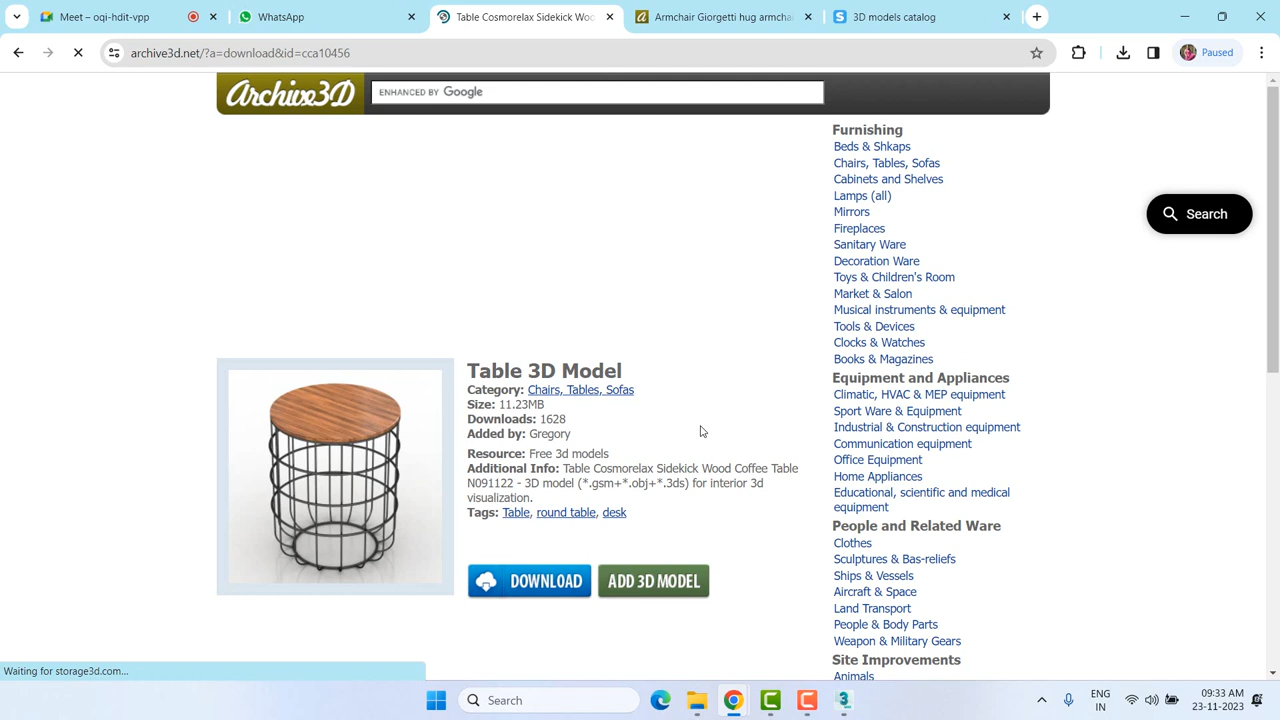 Meet – oqi-hdt-vpp
WhatsApp
Table Cosmorelax Sidekick Woo
Armchair Giorgetti hug armchai
3D models catalog
archive3d.net/?a=download&id=cca10456
Paused
Archive3D
ENHANCED BY Google
Furnishing
Beds & Shkaps
Chairs, Tables, Sofas
Cabinets and Shelves
Lamps (all)
Mirrors
Fireplaces
Sanitary Ware
Decoration Ware
Toys & Children's Room
Market & Salon
Musical instruments & equipment
Tools & Devices
Clocks & Watches
Books & Magazines
Equipment and Appliances
Climatic, HVAC & MEP equipment
Sport Ware & Equipment
Industrial & Construction equipment
Communication equipment
Office Equipment
Home Appliances
Educational, scientific and medical
equipment
People and Related Ware
Clothes
Sculptures & Bas-reliefs
Ships & Vessels
Aircraft & Space
Land Transport
People & Body Parts
Weapon & Military Gears
Site Improvements
Animals
Search
Table 3D Model
Category: Chairs, Tables, Sofas
Size: 11.23MB
Downloads: 1628
Added by: Gregory
Resource: Free 3d models
Additional Info: Table Cosmorelax Sidekick Wood Coffee Table
N091122 - 3D model (*.gsm+*.obj+*.3ds) for interior 3d
visualization.
Tags: Table, round table, desk
DOWNLOAD
ADD 3D MODEL
Waiting for storage3d.com...
Search
ENG
IN
09:33 AM
23-11-2023